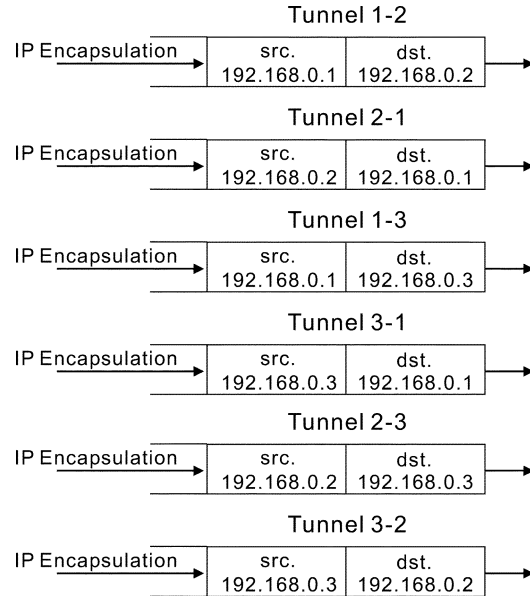 Tunnel 1-2
IP Encapsulation
src.
192.168.0.1
dst.
192.168.0.2
Tunnel 2-1
IP Encapsulation
src.
192.168.0.2
dst.
192.168.0.1
Tunnel 1-3
IP Encapsulation
src.
192.168.0.1
dst.
192.168.0.3
Tunnel 3-1
IP Encapsulation
src.
192.168.0.3
dst.
192.168.0.1
Tunnel 2-3
IP Encapsulation
src.
192.168.0.2
dst.
192.168.0.3
Tunnel 3-2
IP Encapsulation
src.
192.168.0.3
dst.
192.168.0.2